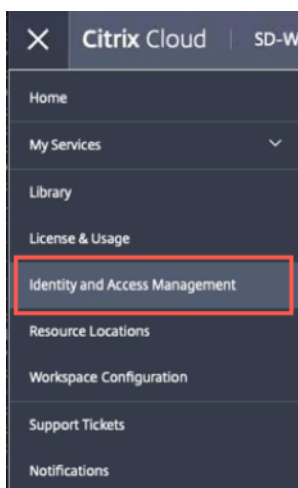 Citrix Cloud | SD-W
Home
My Services
Library
License & Usage
Identity and Access Management
Resource Locations
Workspace Configuration
Support Tickets
Notifications